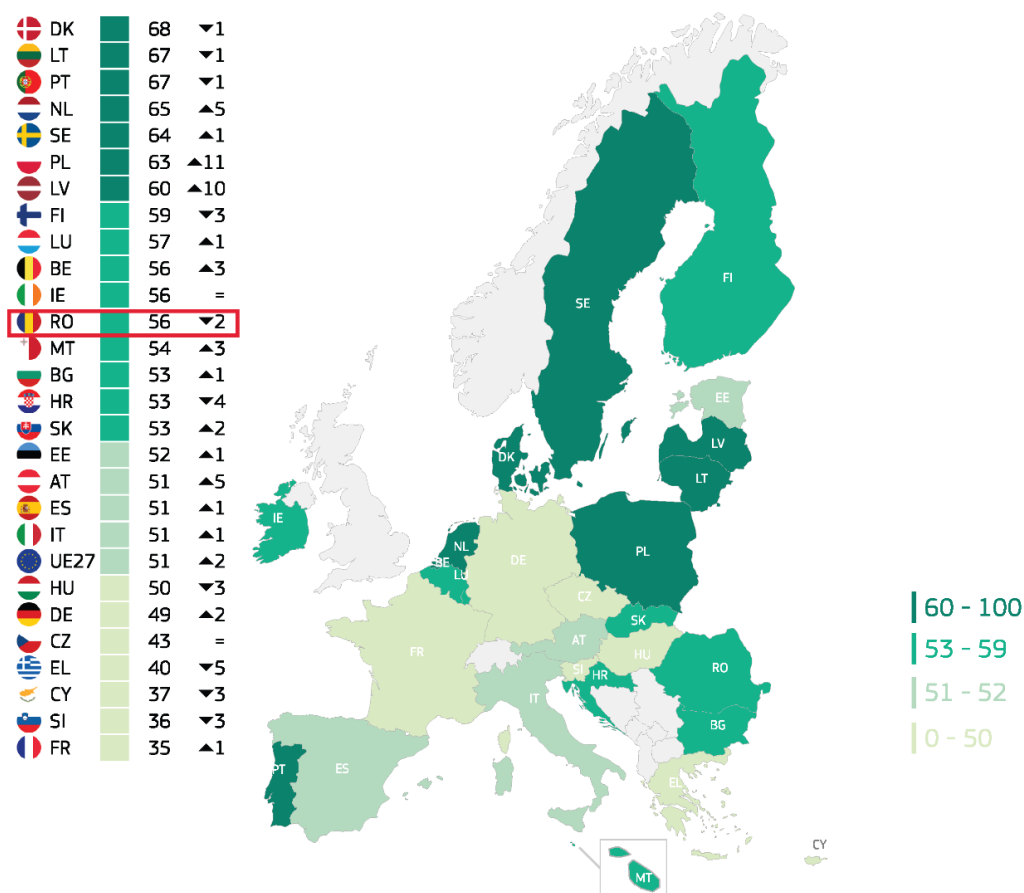 DK 68 ▼1
LT 67 ▼1
PT 67 ▼1
NL 65 ▲5
SE 64 ▲1
PL 63 ▲11
LV 60 ▲10
FI 59 ▼3
LU 57 ▲1
BE 56 ▲3
IE 56 =
RO 56 ▼2
MT 54 ▲3
BG 53 ▲1
HR 53 ▼4
SK 53 ▲2
EE 52 ▲1
AT 51 ▲5
ES 51 ▲1
IT 51 ▲1
UE27 51 ▲2
HU 50 ▼3
DE 49 ▲2
CZ 43 =
EL 40 ▼5
CY 37 ▼3
SI 36 ▼3
FR 35 ▲1
FI
SE
EE
LV
DK
LT
IE
NL
PL
BE
DE
LU
CZ
SK
AT
FR
HU
SI
HR
RO
IT
BG
PT
ES
EL
CY
MT
60 - 100
53 - 59
51 - 52
0 - 50